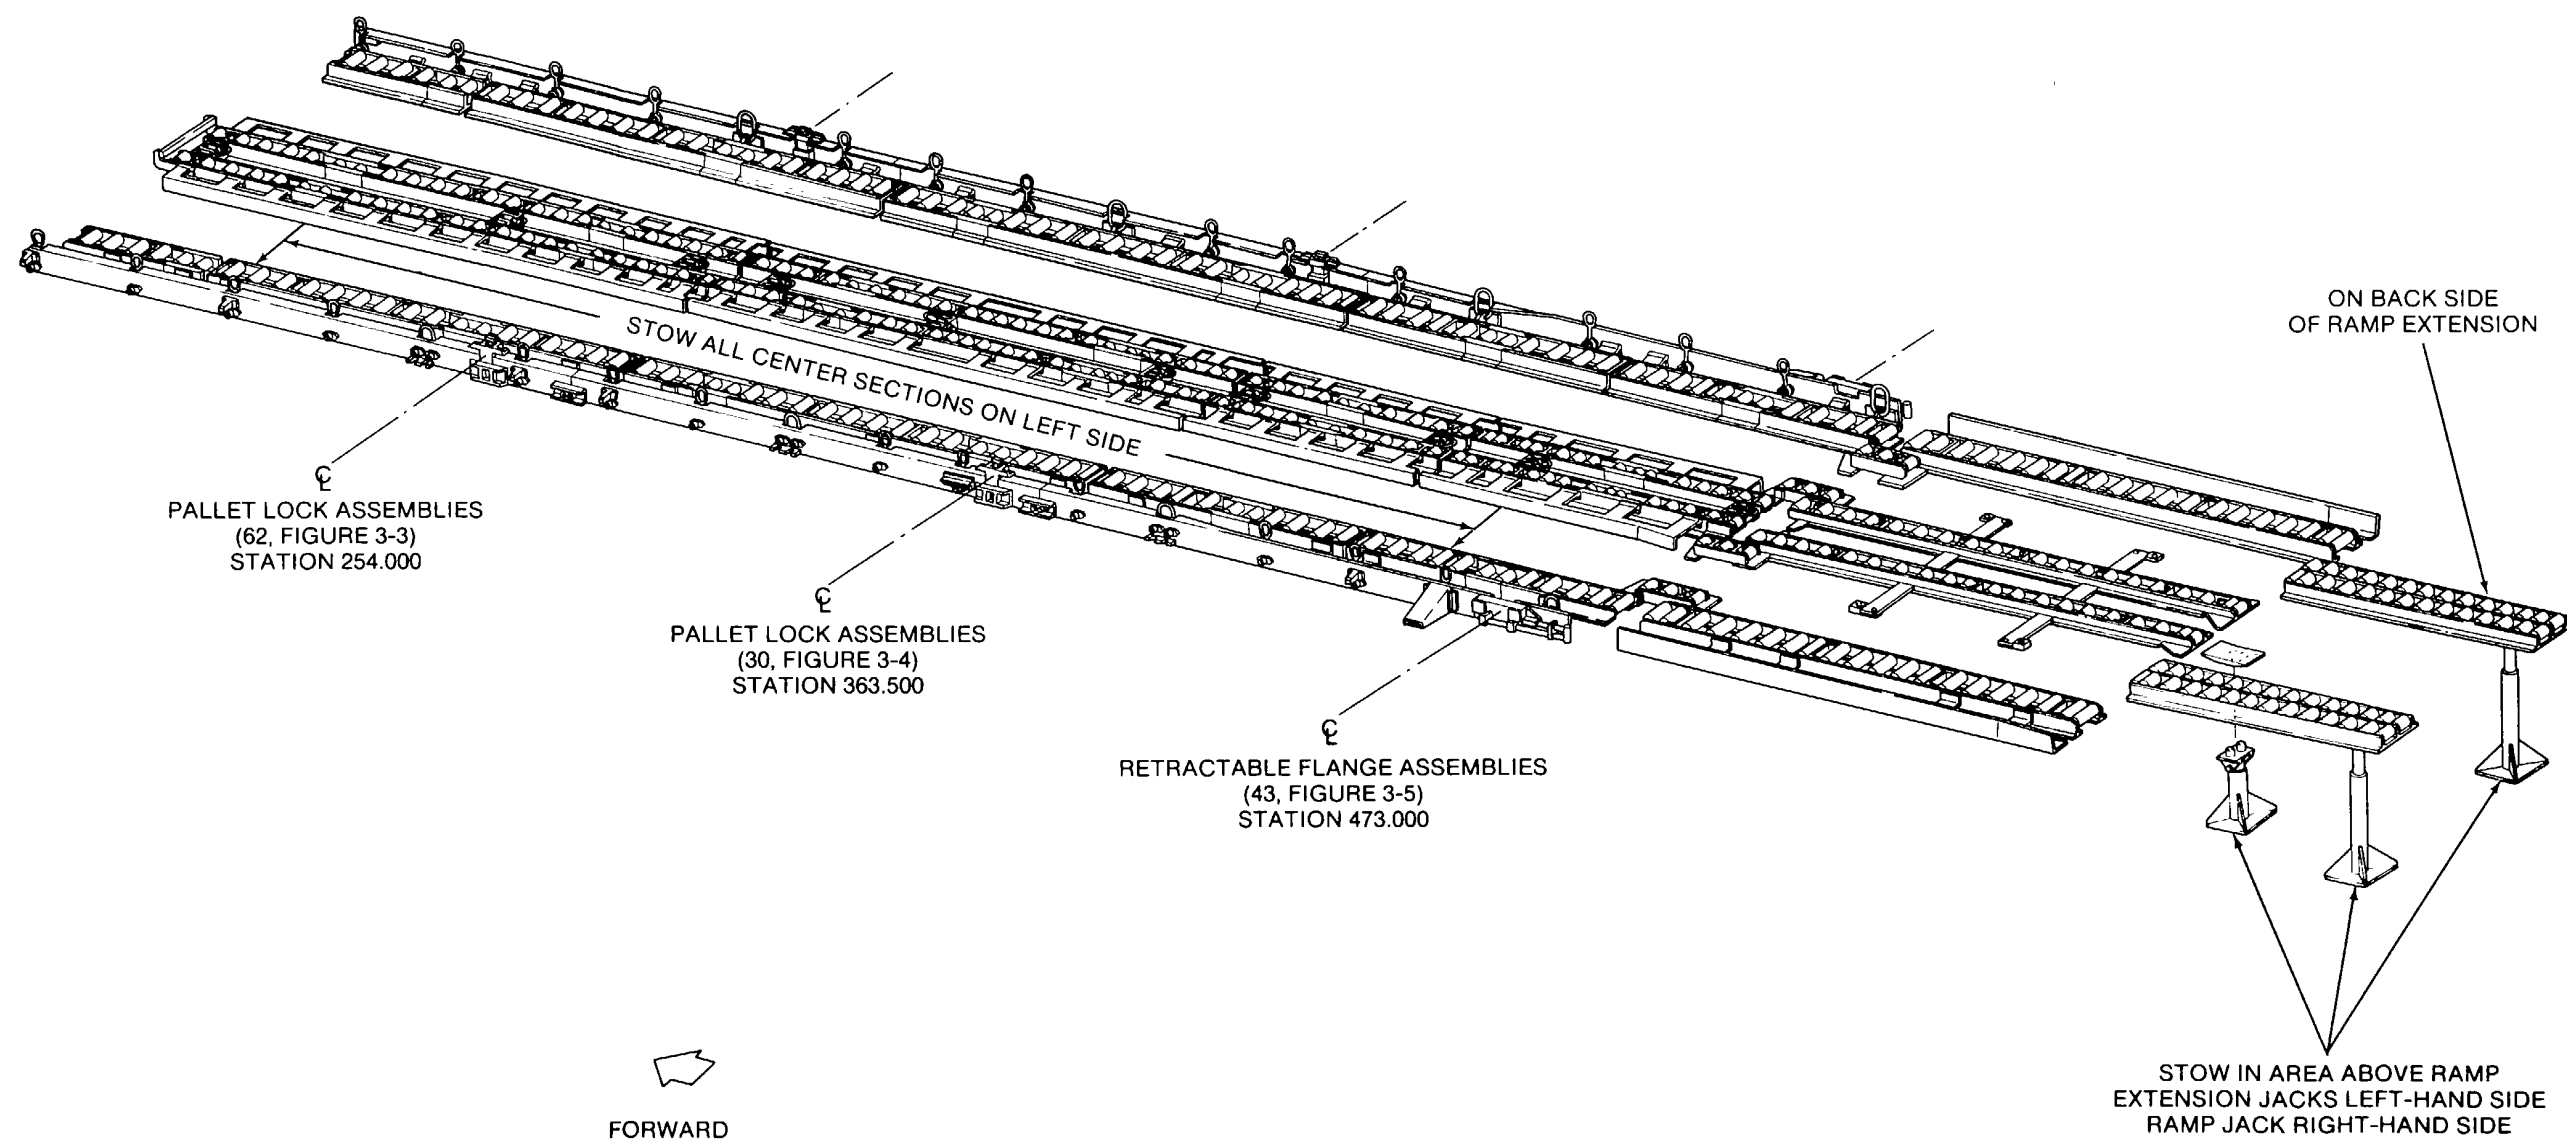 ON BACK SIDE
OF RAMP EXTENSION
STOW ALL CENTER SECTIONS ON LEFT SIDE
℄
PALLET LOCK ASSEMBLIES
(62, FIGURE 3-3)
STATION 254.000
℄
PALLET LOCK ASSEMBLIES
(30, FIGURE 3-4)
STATION 363.500
℄
RETRACTABLE FLANGE ASSEMBLIES
(43, FIGURE 3-5)
STATION 473.000
FORWARD
STOW IN AREA ABOVE RAMP
EXTENSION JACKS LEFT-HAND SIDE
RAMP JACK RIGHT-HAND SIDE